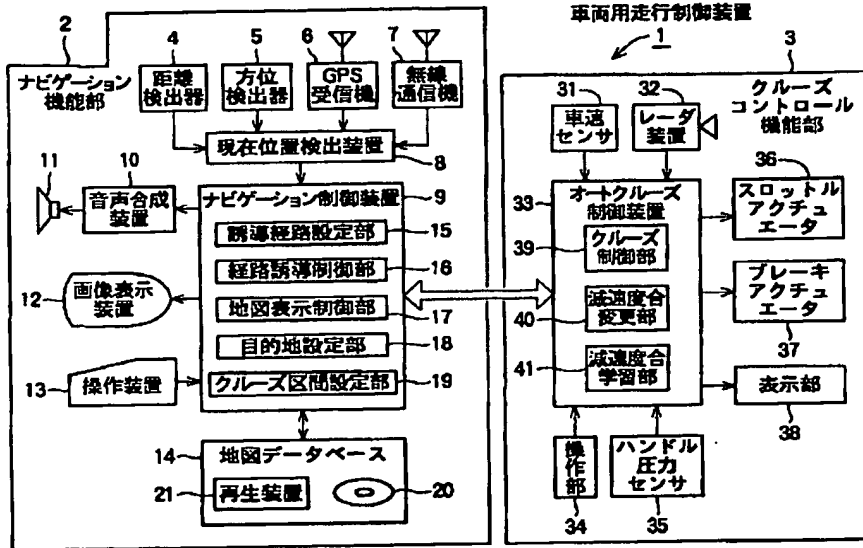 車両用走行制御装置
1
2
ナビゲーション
機能部
4
距離
検出器
5
方位
検出器
6
GPS
受信機
7
無線
通信機
現在位置検出装置
8
11
10
音声合成
装置
ナビゲーション制御装置
9
誘導経路設定部
15
経路誘導制御部
16
地図表示制御部
17
目的地設定部
18
クルーズ区間設定部
19
12
画像表示
装置
13
操作装置
14
地図データベース
21
再生装置
20
3
クルーズ
コントロール
機能部
31
車速
センサ
32
レーダ
装置
33
オートクルーズ
制御装置
39
クルーズ
制御部
40
減速度合
変更部
41
減速度合
学習部
36
スロットル
アクチュ
エータ
ブレーキ
アクチュ
エータ
37
表示部
38
操作部
34
ハンドル
圧力
センサ
35